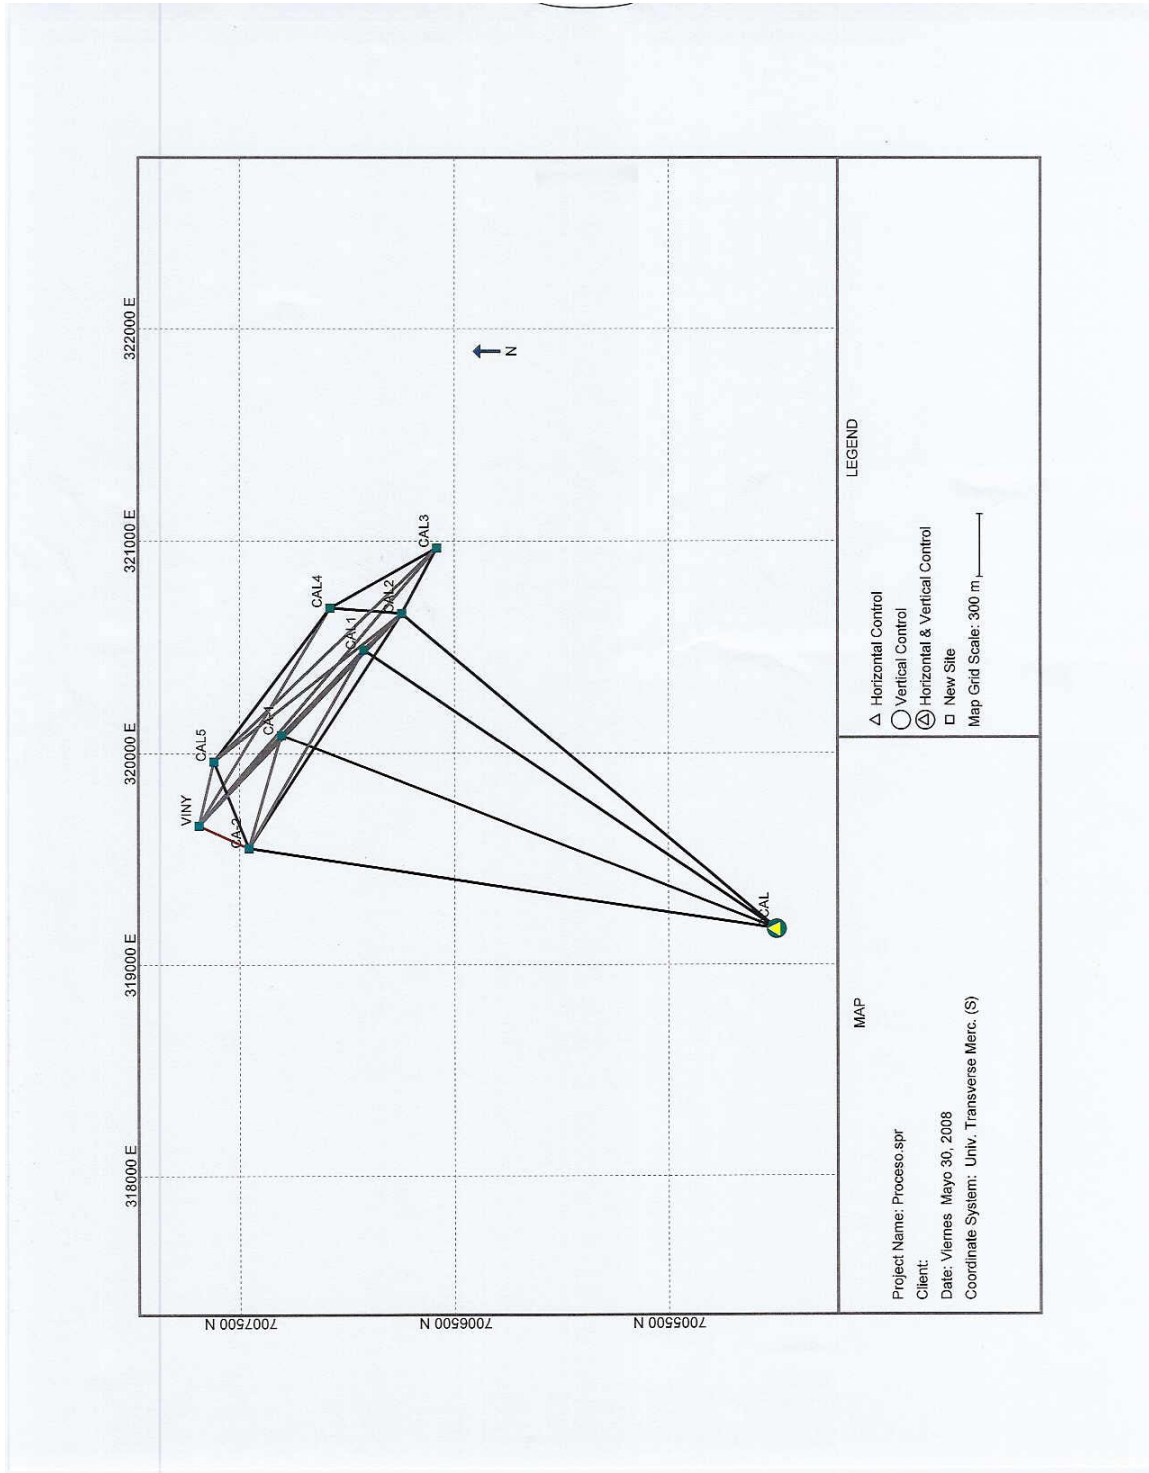 318000 E
319000 E
320000 E
321000 E
322000 E
7007500 N
7006500 N
7005500 N
VINY
CAL5
CA-2
CA-1
CAL4
CAL1
CAL2
CAL3
CAL
N
MAP
Project Name: Proceso.spr
Client:
Date: Viernes Mayo 30, 2008
Coordinate System: Univ. Transverse Merc. (S)
LEGEND
Horizontal Control
Vertical Control
Horizontal & Vertical Control
New Site
Map Grid Scale: 300 m